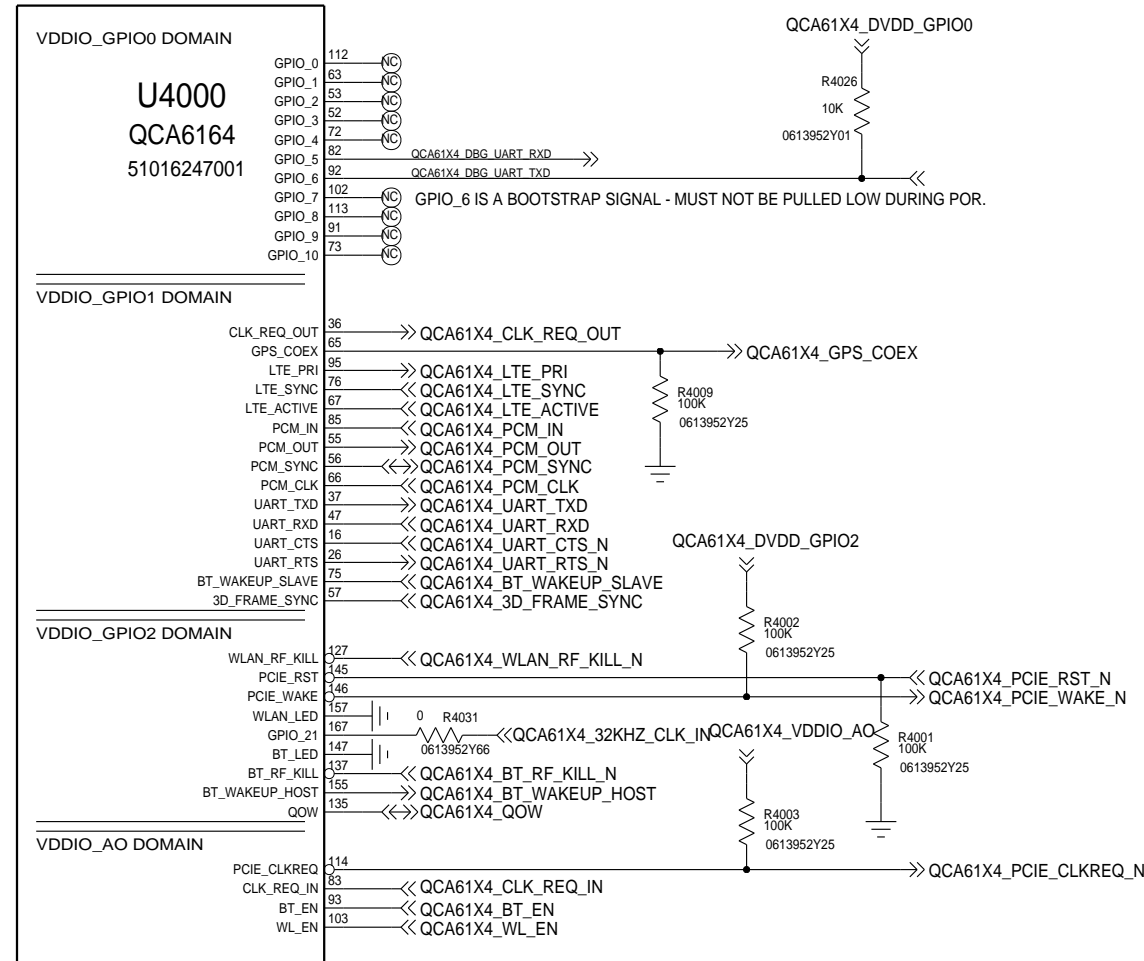 VDDIO_GPIO0 DOMAIN
U4000
QCA6164
51016247001
GPIO_0 112 NC
GPIO_1 63 NC
GPIO_2 53 NC
GPIO_3 52 NC
GPIO_4 72 NC
GPIO_5 82 QCA61X4_DBG_UART_RXD
GPIO_6 92 QCA61X4_DBG_UART_TXD
GPIO_7 102 NC
GPIO_8 113 NC
GPIO_9 91 NC
GPIO_10 73 NC
QCA61X4_DVDD_GPIO0
R4026
10K
0613952Y01
GPIO_6 IS A BOOTSTRAP SIGNAL - MUST NOT BE PULLED LOW DURING POR.
VDDIO_GPIO1 DOMAIN
CLK_REQ_OUT 36 QCA61X4_CLK_REQ_OUT
GPS_COEX 65 QCA61X4_GPS_COEX
LTE_PRI 95 QCA61X4_LTE_PRI
LTE_SYNC 76 QCA61X4_LTE_SYNC
LTE_ACTIVE 67 QCA61X4_LTE_ACTIVE
PCM_IN 85 QCA61X4_PCM_IN
PCM_OUT 55 QCA61X4_PCM_OUT
PCM_SYNC 56 QCA61X4_PCM_SYNC
PCM_CLK 66 QCA61X4_PCM_CLK
UART_TXD 37 QCA61X4_UART_TXD
UART_RXD 47 QCA61X4_UART_RXD
UART_CTS 16 QCA61X4_UART_CTS_N
UART_RTS 26 QCA61X4_UART_RTS_N
BT_WAKEUP_SLAVE 75 QCA61X4_BT_WAKEUP_SLAVE
3D_FRAME_SYNC 57 QCA61X4_3D_FRAME_SYNC
R4009
100K
0613952Y25
QCA61X4_DVDD_GPIO2
R4002
100K
0613952Y25
VDDIO_GPIO2 DOMAIN
WLAN_RF_KILL 127 QCA61X4_WLAN_RF_KILL_N
PCIE_RST 145 QCA61X4_PCIE_RST_N
PCIE_WAKE 146 QCA61X4_PCIE_WAKE_N
WLAN_LED 157
GPIO_21 167 0 R4031 QCA61X4_32KHZ_CLK_IN
0613952Y66
BT_LED 147
BT_RF_KILL 137 QCA61X4_BT_RF_KILL_N
BT_WAKEUP_HOST 155 QCA61X4_BT_WAKEUP_HOST
QOW 135 QCA61X4_QOW
QCA61X4_VDDIO_AO
R4001
100K
0613952Y25
R4003
100K
0613952Y25
VDDIO_AO DOMAIN
PCIE_CLKREQ 114 QCA61X4_PCIE_CLKREQ_N
CLK_REQ_IN 83 QCA61X4_CLK_REQ_IN
BT_EN 93 QCA61X4_BT_EN
WL_EN 103 QCA61X4_WL_EN